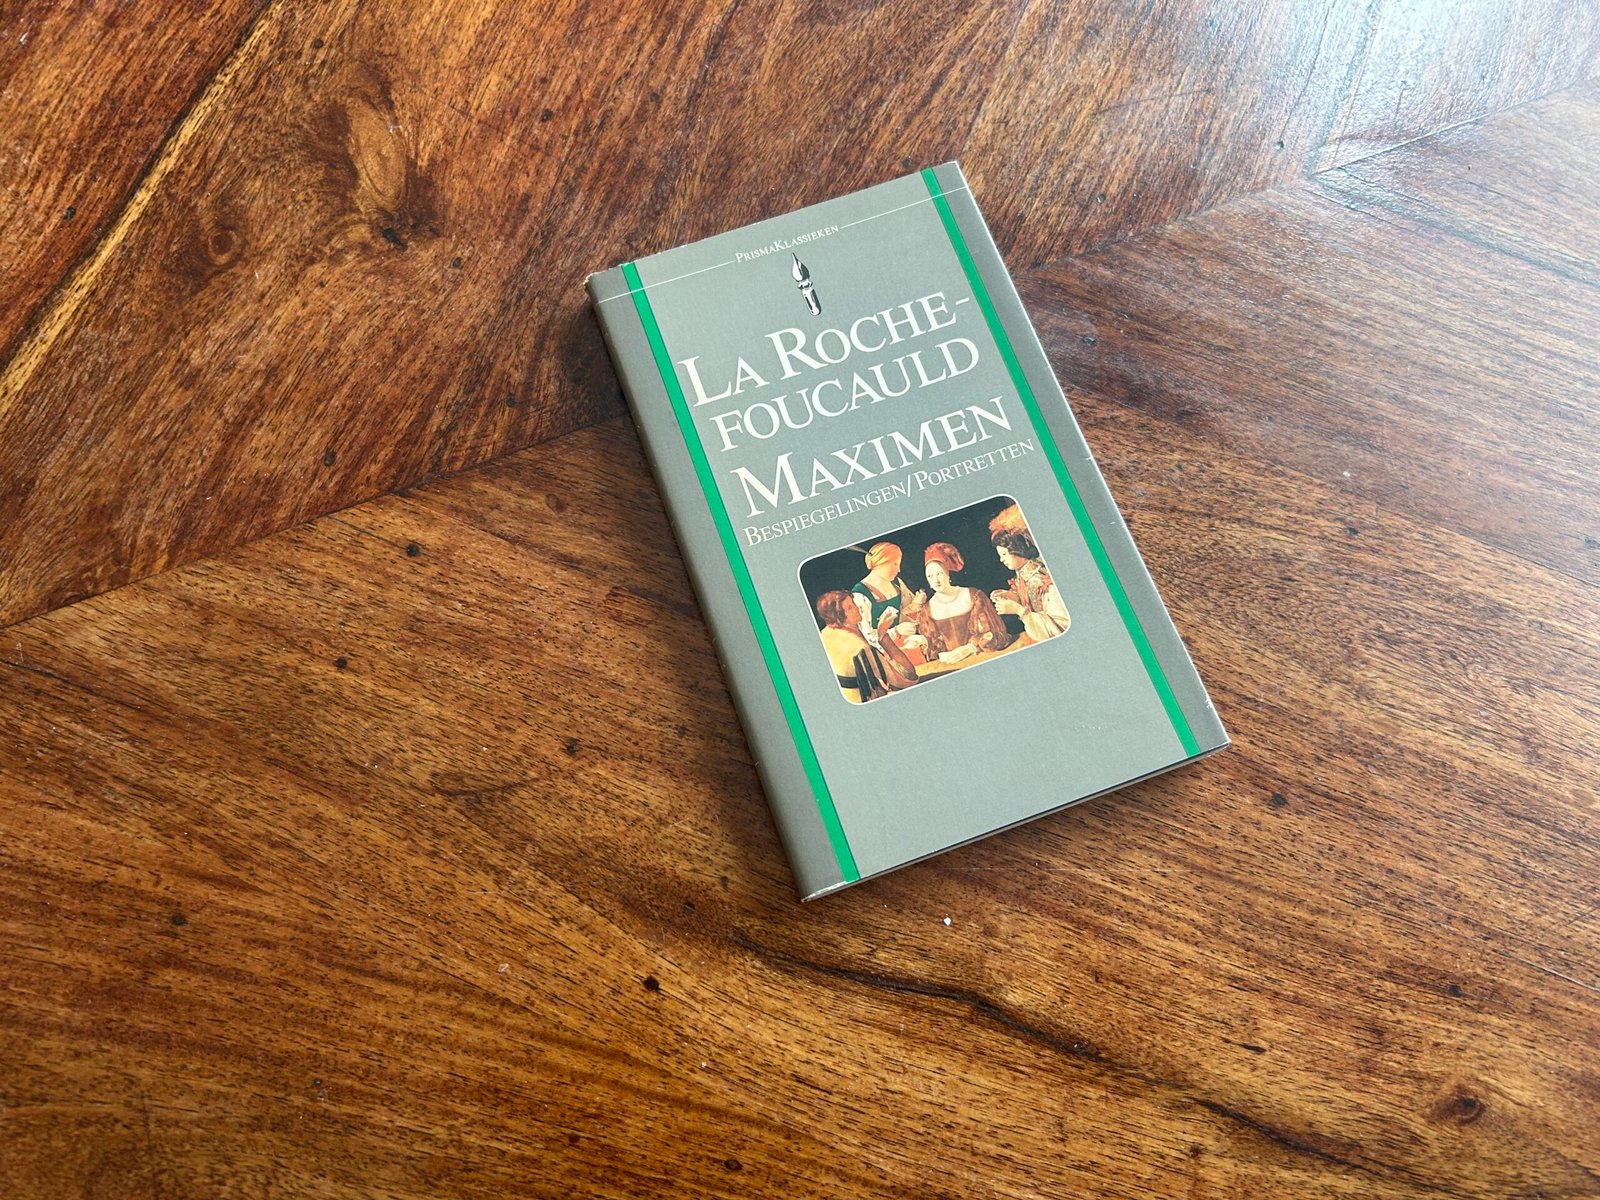 PRISMAKLASSIEKEN
LA ROCHE-
FOUCAULD
MAXIMEN
BESPIEGELINGEN/PORTRETTEN